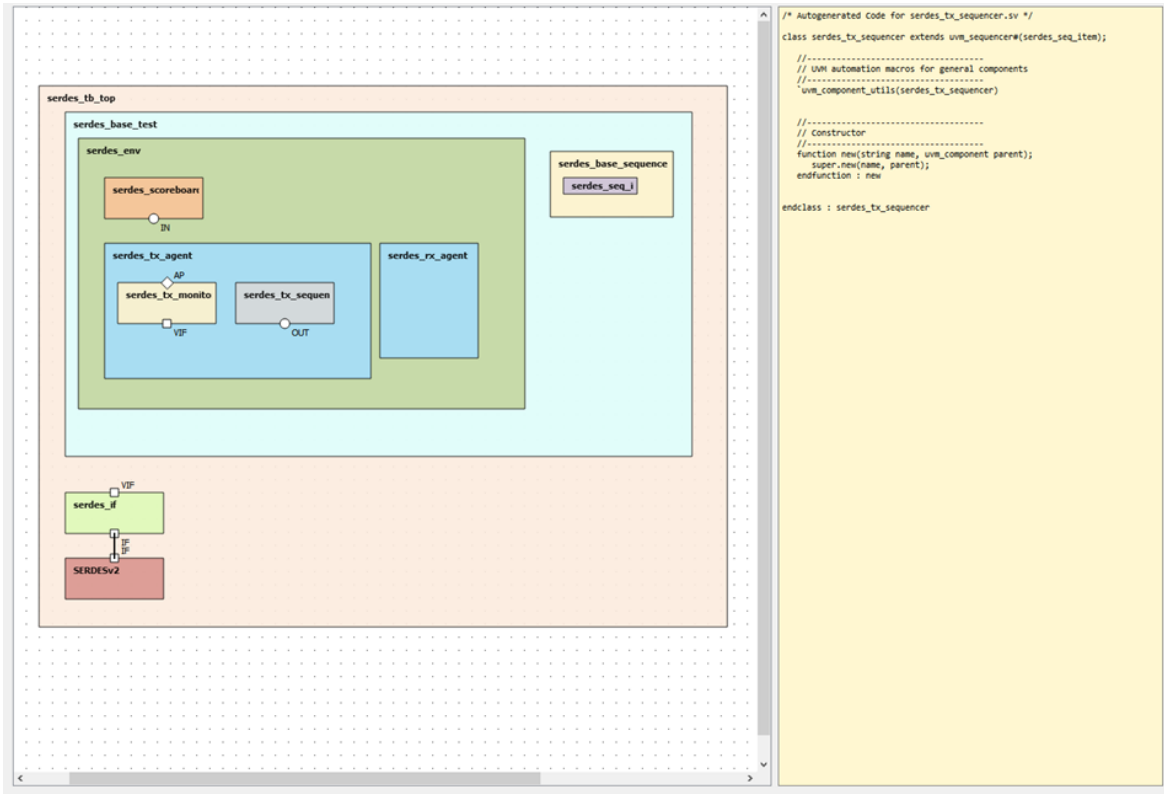 serdes_tb_top
serdes_base_test
serdes_env
serdes_scoreboar
IN
serdes_tx_agent
AP
serdes_tx_monito
VIF
serdes_tx_sequen
OUT
serdes_rx_agent
serdes_base_sequence
serdes_seq_i
VIF
serdes_if
IF
IF
SERDESv2
/* Autogenerated Code for serdes_tx_sequencer.sv */
class serdes_tx_sequencer extends uvm_sequencer#(serdes_seq_item);
//-----------------------------------
// UVM automation macros for general components
//-----------------------------------
`uvm_component_utils(serdes_tx_sequencer)
//-----------------------------------
// Constructor
//-----------------------------------
function new(string name, uvm_component parent);
super.new(name, parent);
endfunction : new
endclass : serdes_tx_sequencer